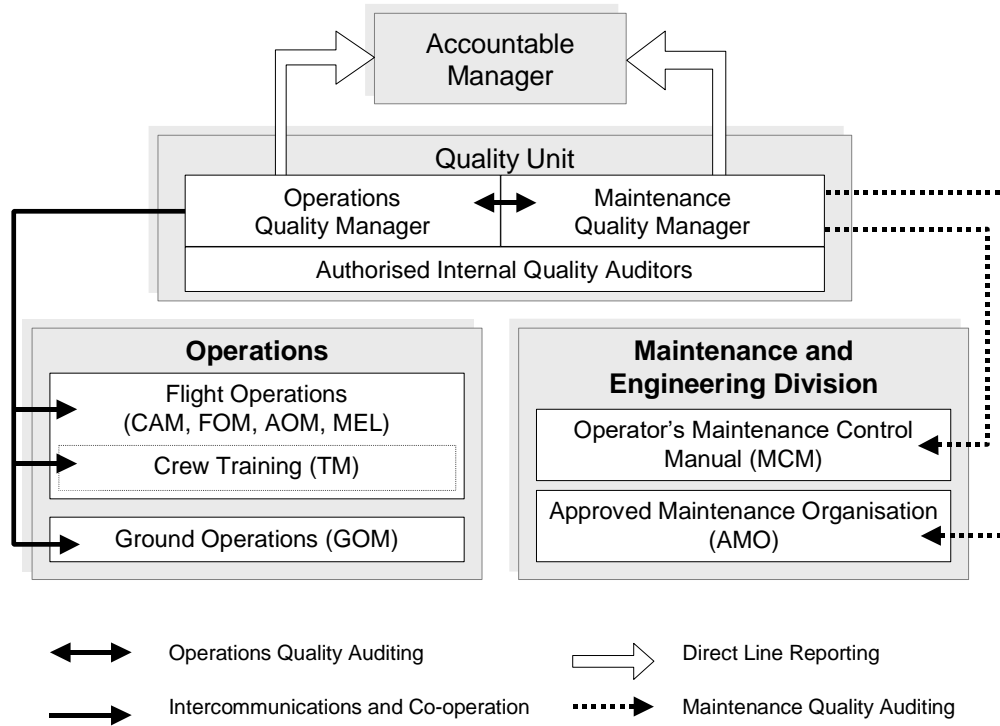 Accountable
Manager
Quality Unit
Operations
Quality Manager
Maintenance
Quality Manager
Authorised Internal Quality Auditors
Operations
Flight Operations
(CAM, FOM, AOM, MEL)
Crew Training (TM)
Ground Operations (GOM)
Maintenance and
Engineering Division
Operator's Maintenance Control
Manual (MCM)
Approved Maintenance Organisation
(AMO)
Operations Quality Auditing
Direct Line Reporting
Intercommunications and Co-operation
Maintenance Quality Auditing